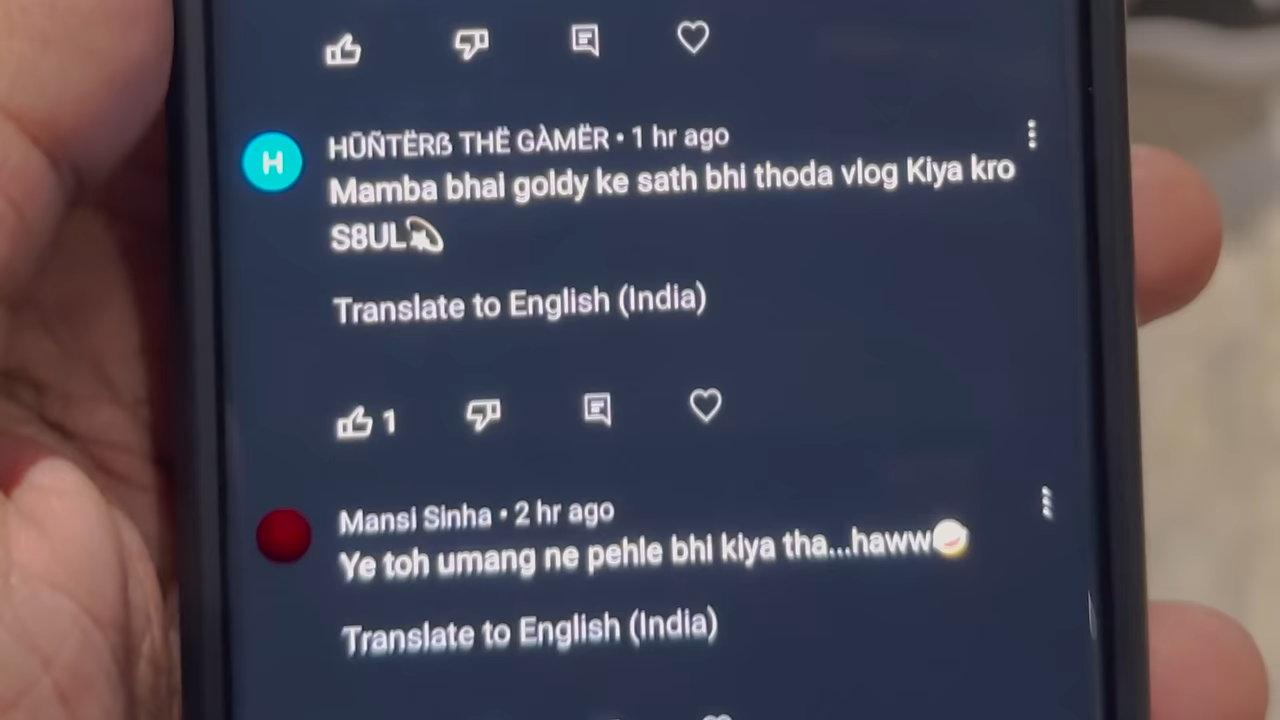 HŪÑTËRß THË GÀMËR • 1 hr ago
H
Mamba bhai goldy ke sath bhi thoda vlog Kiya kro
S8UL💫
Translate to English (India)
1
Mansi Sinha • 2 hr ago
Ye toh umang ne pehle bhi kiya tha...haww
Translate to English (India)